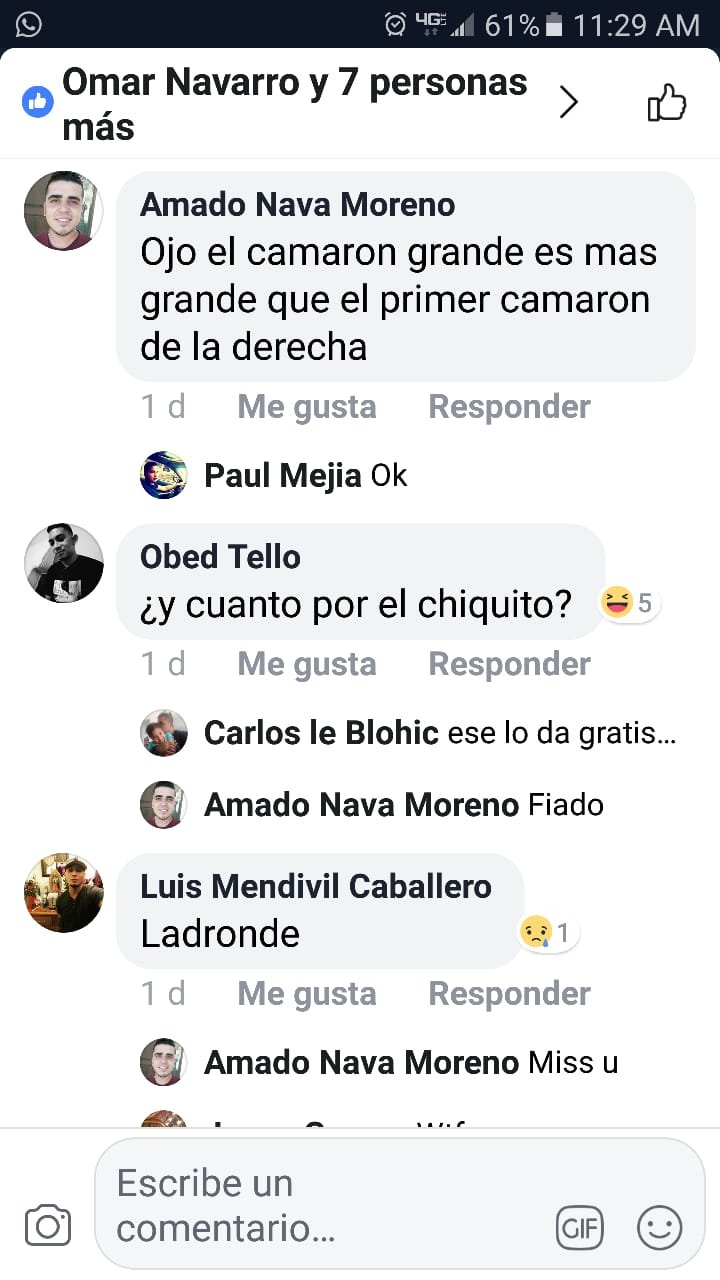 4GE 61% 11:29 AM
Omar Navarro y 7 personas
más
Amado Nava Moreno
Ojo el camaron grande es mas
grande que el primer camaron
de la derecha
1 d Me gusta Responder
Paul Mejia Ok
Obed Tello
¿y cuanto por el chiquito?
5
1 d Me gusta Responder
Carlos le Blohic ese lo da gratis...
Amado Nava Moreno Fiado
Luis Mendivil Caballero
Ladronde
1
1 d Me gusta Responder
Amado Nava Moreno Miss u
Escribe un
comentario...
GIF